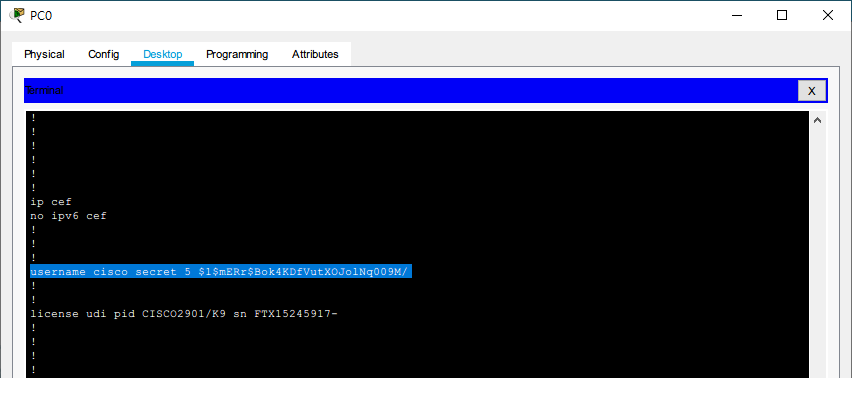 PC0
Physical Config Desktop Programming Attributes
Terminal
X
!
!
!
!
!
!
ip cef
no ipv6 cef
!
!
!
username cisco secret 5 $1$mERr$Bok4KDfVutXOJolNq009M/
!
!
license udi pid CISCO2901/K9 sn FTX15245917-
!
!
!
!